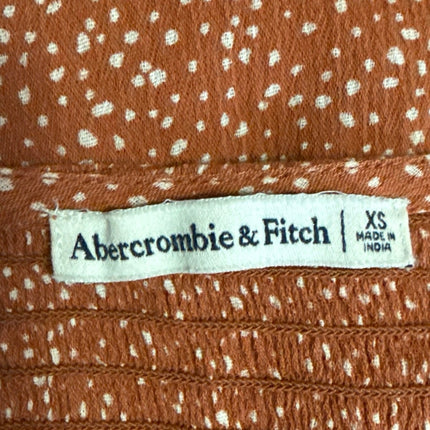 Abercrombie & Fitch
XS
MADE IN
INDIA